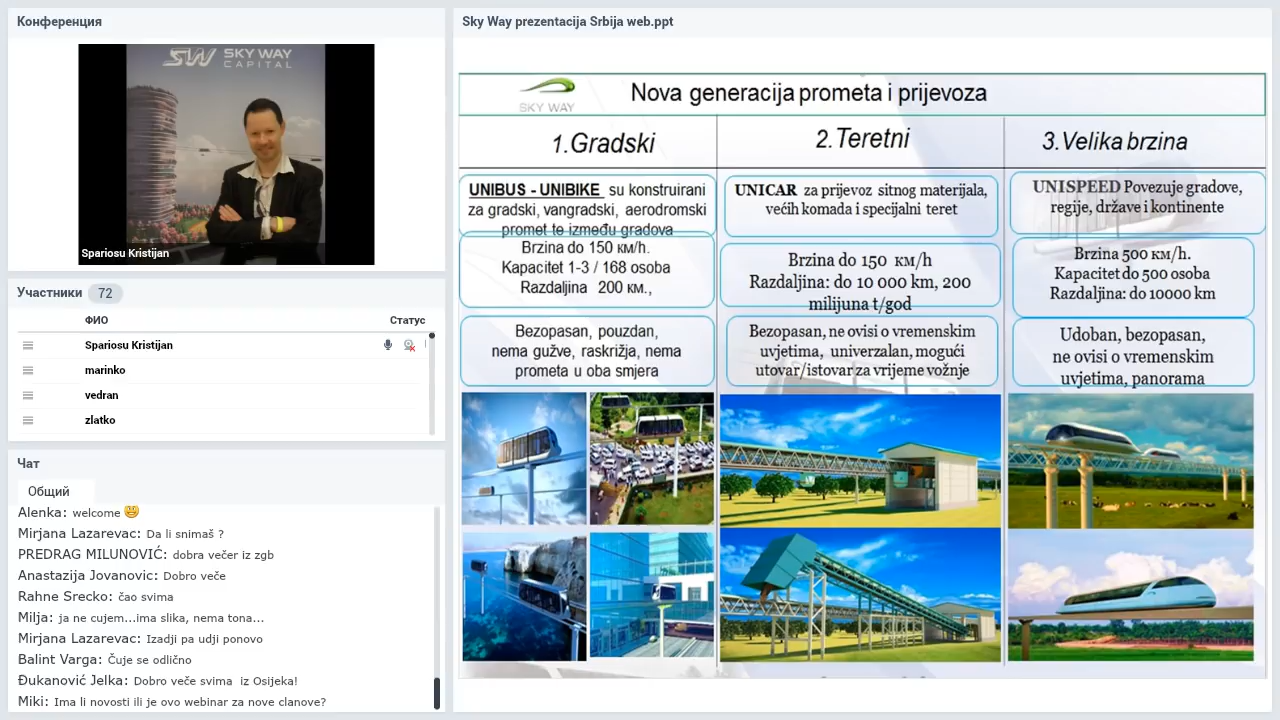 Конференция
SW SKY WAY
CAPITAL
Spariosu Kristijan
Участники 72
ФИО Статус
Spariosu Kristijan
marinko
vedran
zlatko
Чат
Общий
Alenka: welcome
Mirjana Lazarevac: Da li snimaš ?
PREDRAG MILUNOVIĆ: dobra večer iz zgb
Anastazija Jovanovic: Dobro veče
Rahne Srecko: čao svima
Milja: ja ne cujem...ima slika, nema tona...
Mirjana Lazarevac: Izadji pa udji ponovo
Balint Varga: Čuje se odlično
Đukanović Jelka: Dobro veče svima  iz Osijeka!
Miki: Ima li novosti ili je ovo webinar za nove clanove?
Sky Way prezentacija Srbija web.ppt
SKY WAY
Nova generacija prometa i prijevoza
1.Gradski
UNIBUS - UNIBIKE su konstruirani
za gradski, vangradski, aerodromski
promet te između gradova
Brzina do 150 км/h.
Kapacitet 1-3 / 168 osoba
Razdaljina 200 км.,
Bezopasan, pouzdan,
nema gužve, raskrižja, nema
prometa u oba smjera
2.Teretni
UNICAR za prijevoz sitnog materijala,
većih komada i specijalni teret
Brzina do 150 км/h
Razdaljina: do 10 000 km, 200
milijuna t/god
Bezopasan, ne ovisi o vremenskim
uvjetima, univerzalan, mogući
utovar/istovar za vrijeme vožnje
3.Velika brzina
UNISPEED Povezuje gradove,
regije, države i kontinente
Brzina 500 км/h.
Kapacitet do 500 osoba
Razdaljina: do 10000 km
Udoban, bezopasan,
ne ovisi o vremenskim
uvjetima, panorama